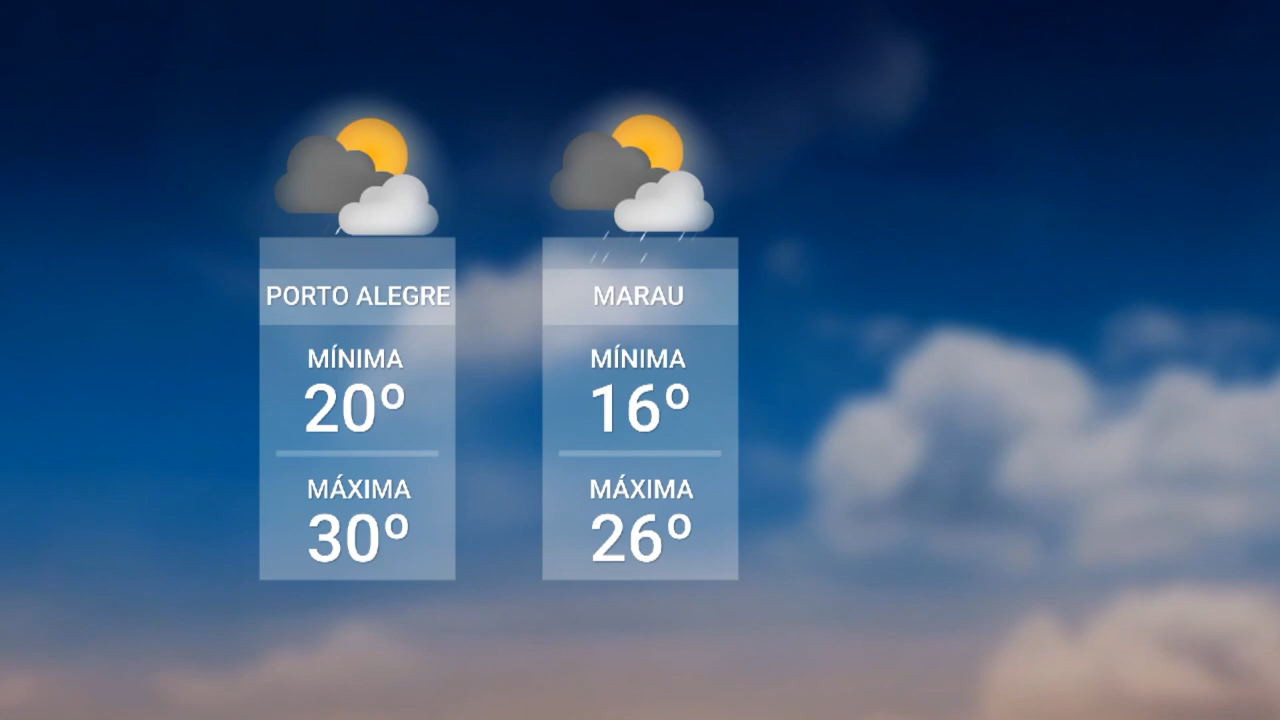 PORTO ALEGRE
MÍNIMA
20º
MÁXIMA
30º
MARAU
MÍNIMA
16º
MÁXIMA
26º